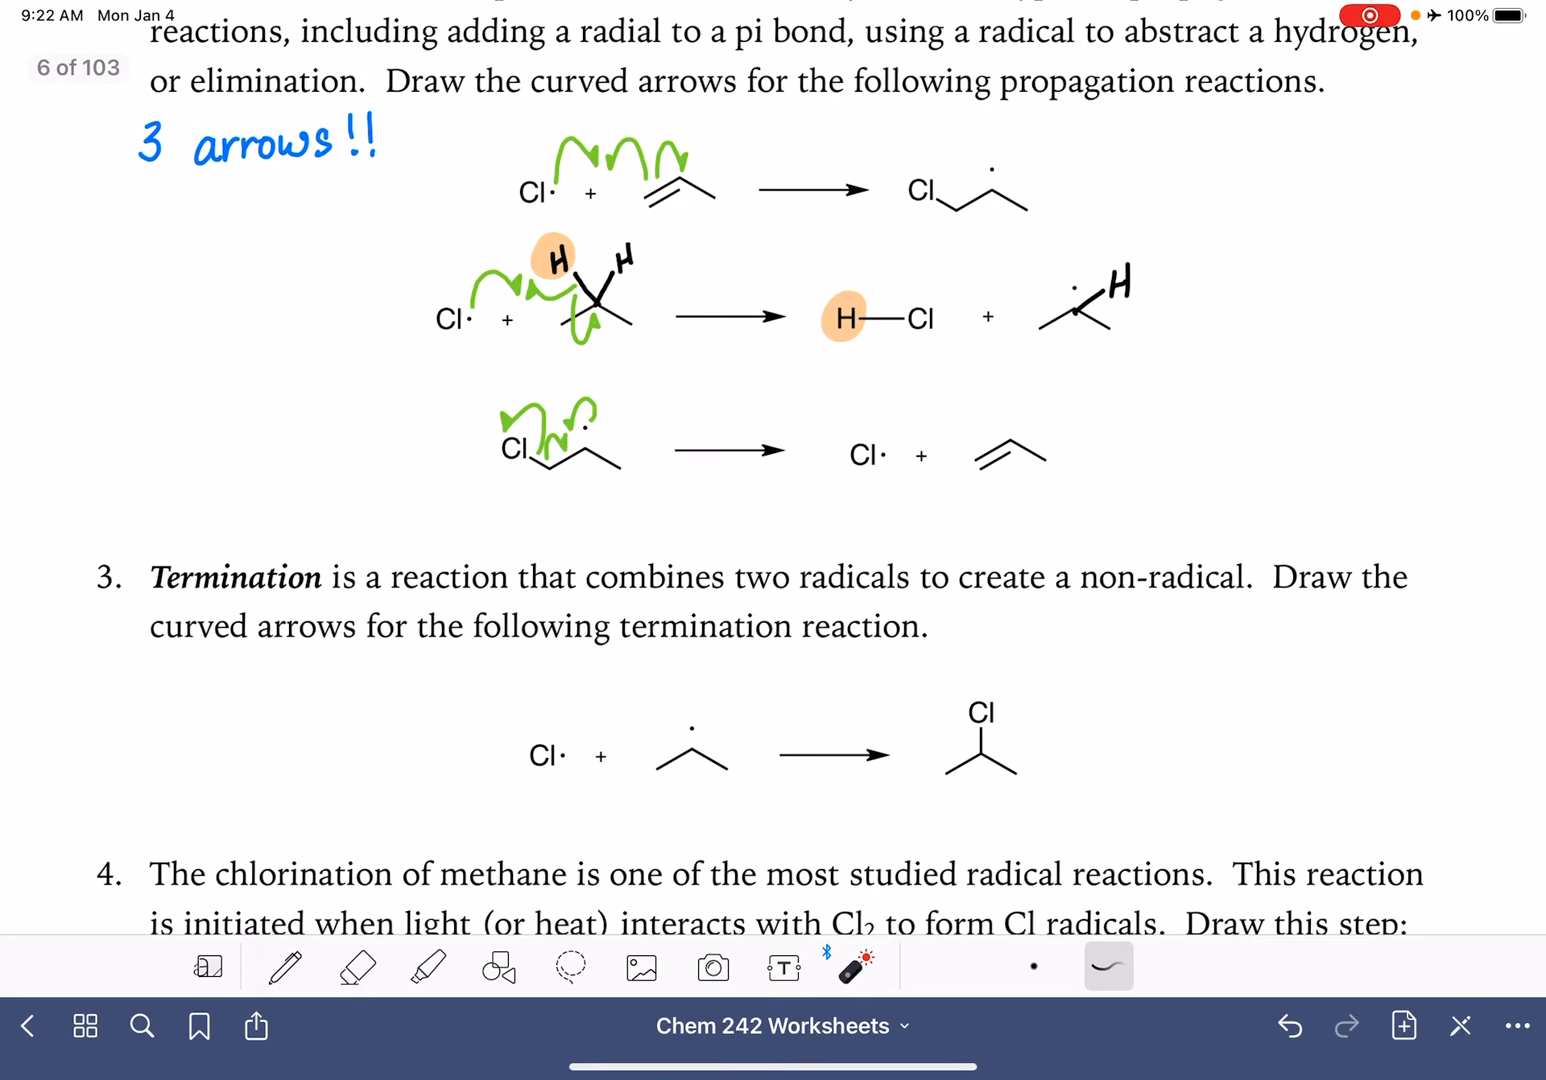 9:22 AM Mon Jan 4
100%
reactions, including adding a radial to a pi bond, using a radical to abstract a hydrogen,
6 of 103
or elimination. Draw the curved arrows for the following propagation reactions.
3 arrows!!
Cl· + Cl
H H
H
Cl· + H—Cl +
Cl Cl· +
3. Termination is a reaction that combines two radicals to create a non-radical. Draw the
curved arrows for the following termination reaction.
Cl
Cl· +
4. The chlorination of methane is one of the most studied radical reactions. This reaction
is initiated when light (or heat) interacts with Cl₂ to form Cl radicals. Draw this step:
T
Chem 242 Worksheets